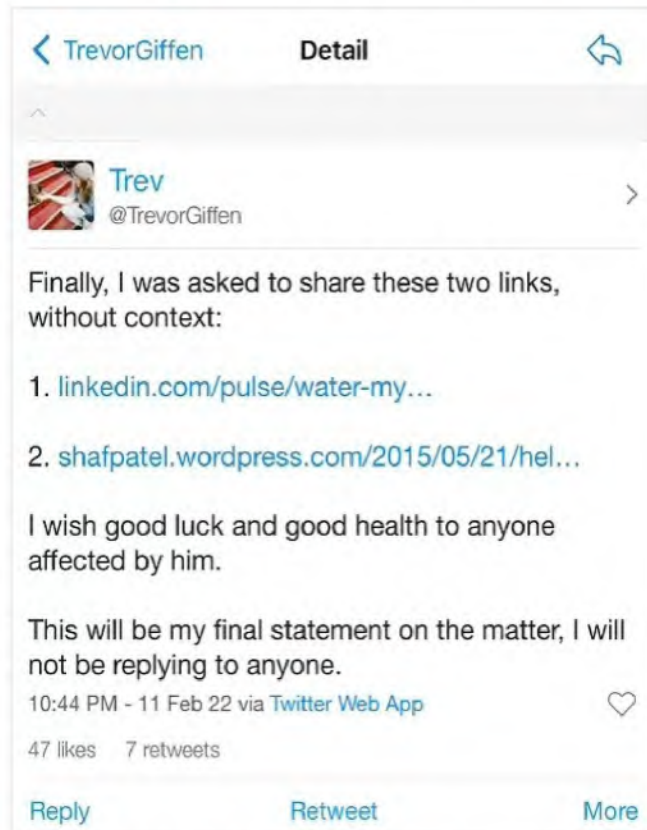 TrevorGiffen Detail
Trev
@TrevorGiffen
Finally, I was asked to share these two links,
without context:
1. linkedin.com/pulse/water-my...
2. shafpatel.wordpress.com/2015/05/21/hel...
I wish good luck and good health to anyone
affected by him.
This will be my final statement on the matter, I will
not be replying to anyone.
10:44 PM - 11 Feb 22 via Twitter Web App
47 likes 7 retweets
Reply Retweet More